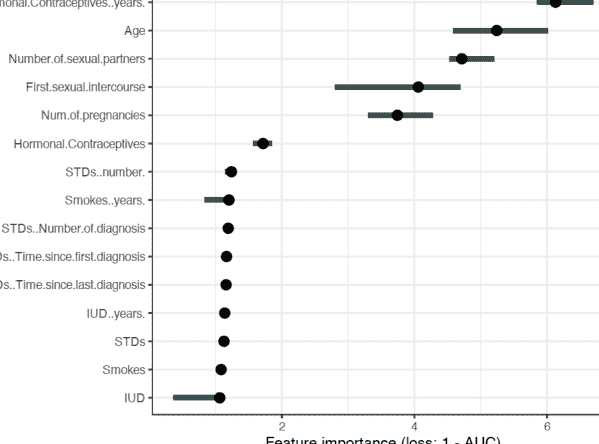 monal.Contraceptives..years.
Age
Number.of.sexual.partners
First.sexual.intercourse
Num.of.pregnancies
Hormonal.Contraceptives
STDs..number.
Smokes..years.
STDs..Number.of.diagnosis
Ds..Time.since.first.diagnosis
Ds..Time.since.last.diagnosis
IUD..years.
STDs
Smokes
IUD
2 4 6
Feature importance (loss: 1 - AUC)